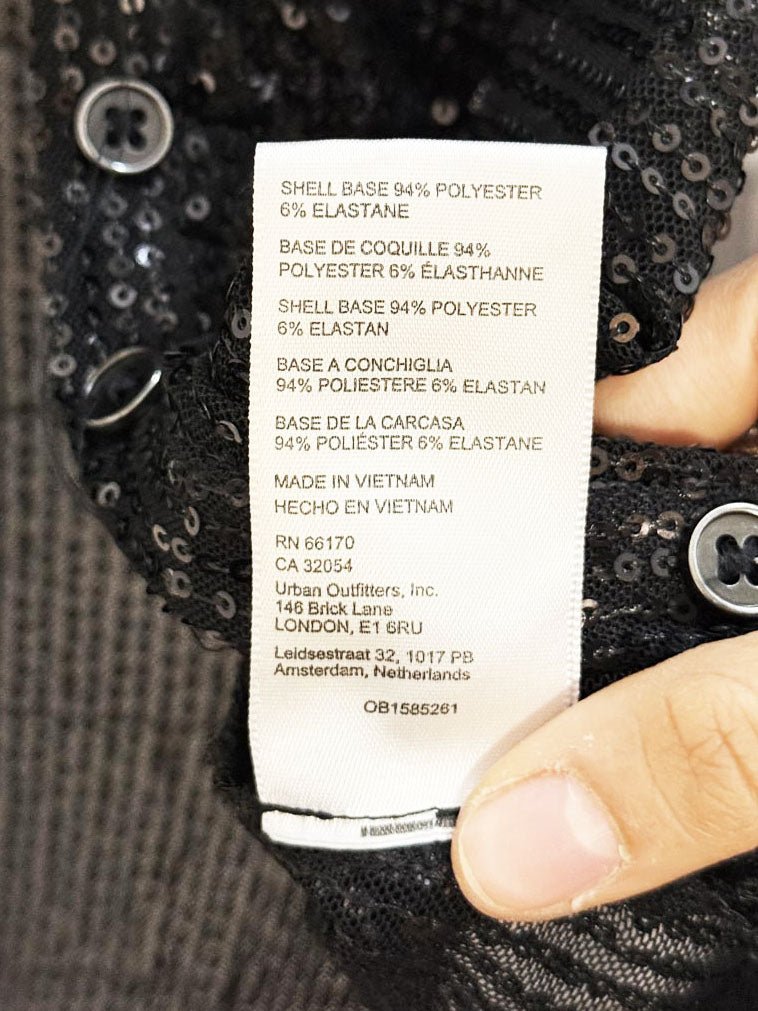 SHELL BASE 94% POLYESTER
6% ELASTANE
BASE DE COQUILLE 94%
POLYESTER 6% ÉLASTHANNE
SHELL BASE 94% POLYESTER
6% ELASTAN
BASE A CONCHIGLIA
94% POLIESTERE 6% ELASTAN
BASE DE LA CARCASA
94% POLIÉSTER 6% ELASTANE
MADE IN VIETNAM
HECHO EN VIETNAM
RN 66170
CA 32054
Urban Outfitters, Inc.
146 Brick Lane
LONDON, E1 6RU
Leidsestraat 32, 1017 PB
Amsterdam, Netherlands
OB1585261